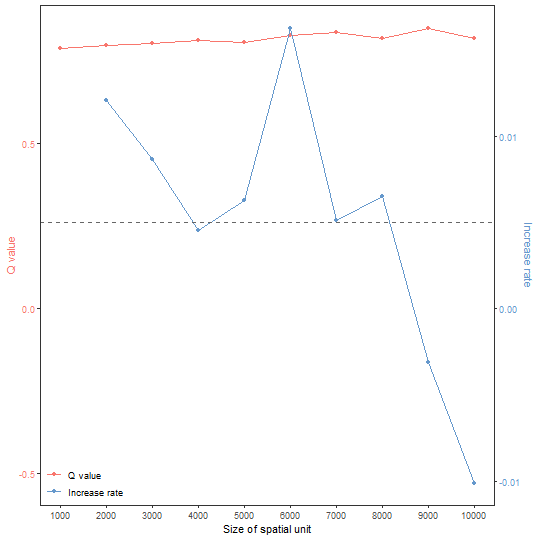 Q value
0.5
0.0
-0.5
0.01
0.00
-0.01
Increase rate
Q value
Increase rate
1000 2000 3000 4000 5000 6000 7000 8000 9000 10000
Size of spatial unit